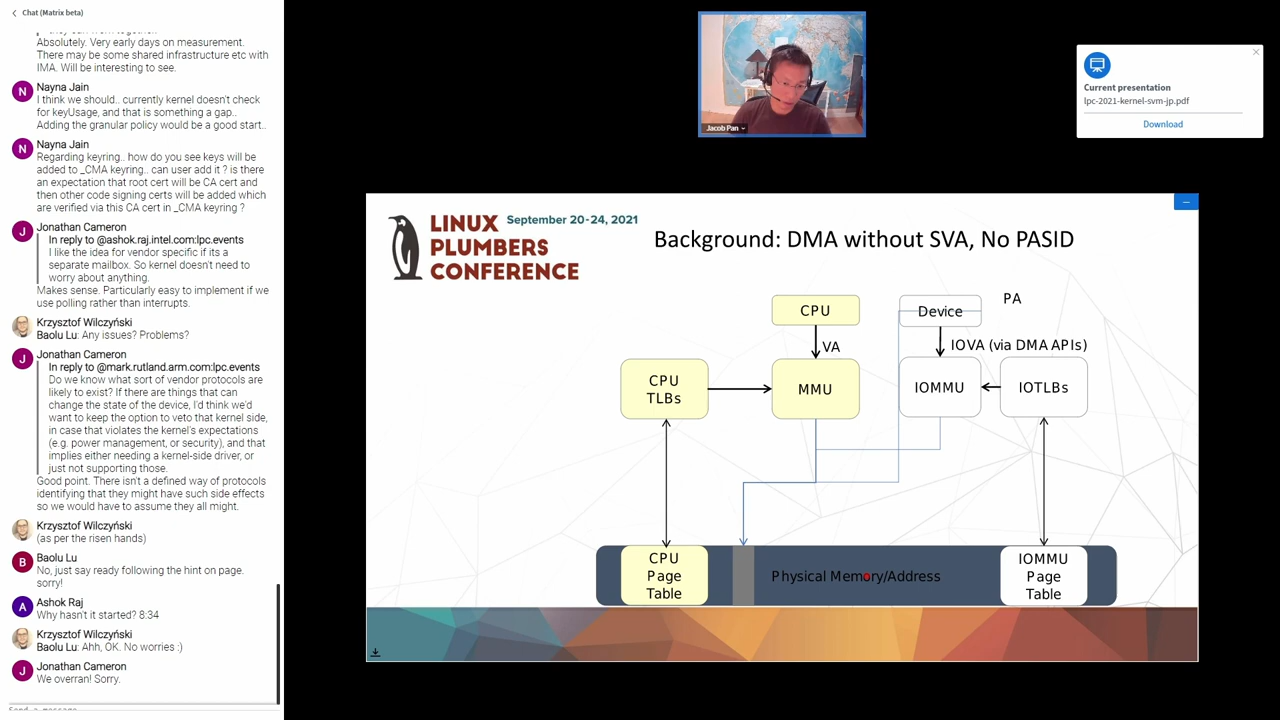 Chat (Matrix beta)
Absolutely. Very early days on measurement.
There may be some shared infrastructure etc with
IMA. Will be interesting to see.
Nayna Jain
I think we should.. currently kernel doesn't check
for keyUsage, and that is something a gap..
Adding the granular policy would be a good start..
Nayna Jain
Regarding keyring.. how do you see keys will be
added to _CMA keyring.. can user add it ? is there
an expectation that root cert will be CA cert and
then other code signing certs will be added which
are verified via this CA cert in _CMA keyring ?
Jonathan Cameron
In reply to @ashok.raj.intel.com:lpc.events
I like the idea for vendor specific if its a
separate mailbox. So kernel doesn't need to
worry about anything.
Makes sense. Particularly easy to implement if we
use polling rather than interrupts.
Krzysztof Wilczyński
Baolu Lu: Any issues? Problems?
Jonathan Cameron
In reply to @mark.rutland.arm.com:lpc.events
Do we know what sort of vendor protocols are
likely to exist? If there are things that can
change the state of the device, I'd think we'd
want to keep the option to veto that kernel side,
in case that violates the kernel's expectations
(e.g. power management, or security), and that
implies either needing a kernel-side driver, or
just not supporting those.
Good point. There isn't a defined way of protocols
identifying that they might have such side effects
so we would have to assume they all might.
Krzysztof Wilczyński
(as per the risen hands)
Baolu Lu
No, just say ready following the hint on page.
sorry!
Ashok Raj
Why hasn't it started? 8:34
Krzysztof Wilczyński
Baolu Lu: Ahh, OK. No worries :)
Jonathan Cameron
We overran! Sorry.
Jacob Pan
Current presentation
lpc-2021-kernel-svm-jp.pdf
Download
LINUX
PLUMBERS
CONFERENCE
September 20-24, 2021
Background: DMA without SVA, No PASID
CPU
Device
PA
VA
IOVA (via DMA APIs)
CPU
TLBs
MMU
IOMMU
IOTLBs
CPU
Page
Table
Physical Memory/Address
IOMMU
Page
Table